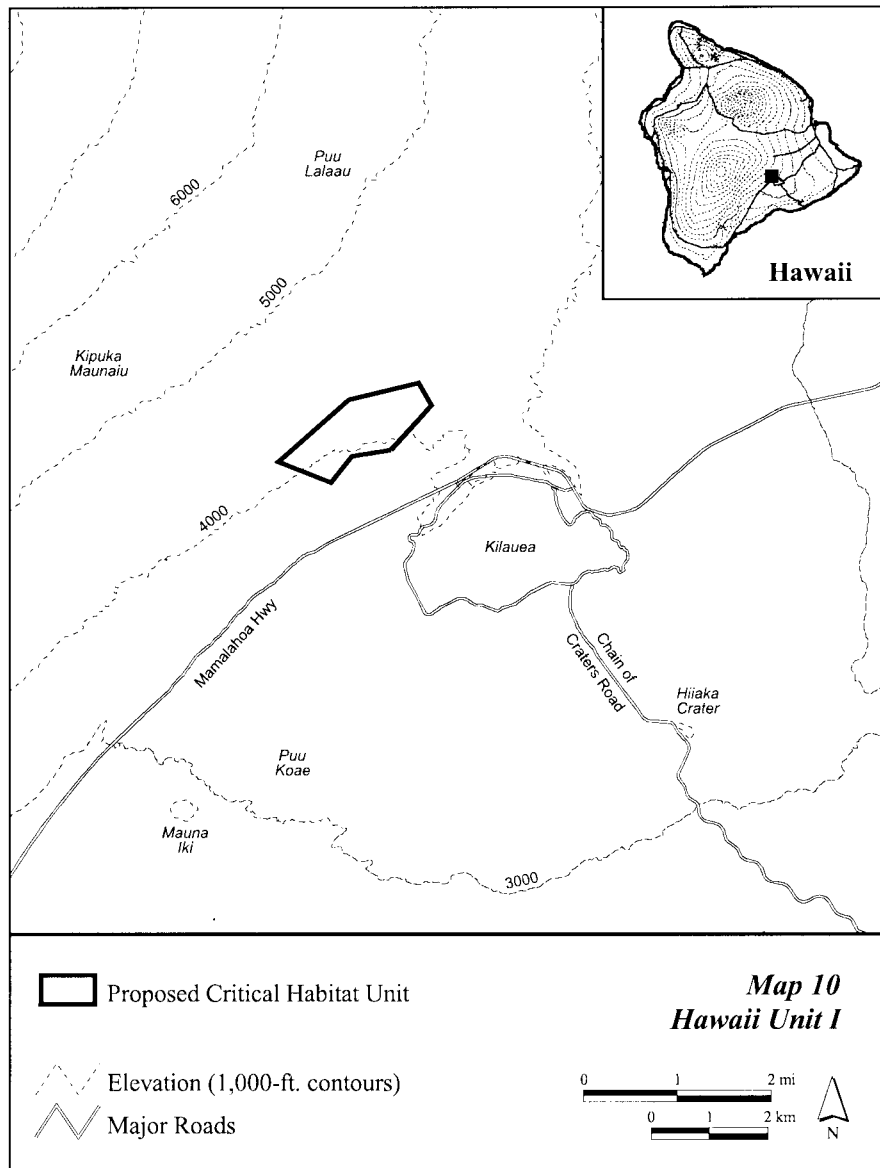 Puu
Lalaau
6000
5000
Kipuka
Maunaiu
4000
Hawaii
Kilauea
Mamalahoa Hwy
Chain of
Craters Road
Hiiaka
Crater
Puu
Koae
Mauna
Iki
3000
Proposed Critical Habitat Unit
Elevation (1,000-ft. contours)
Major Roads
Map 10
Hawaii Unit I
0 1 2 mi
0 1 2 km
N